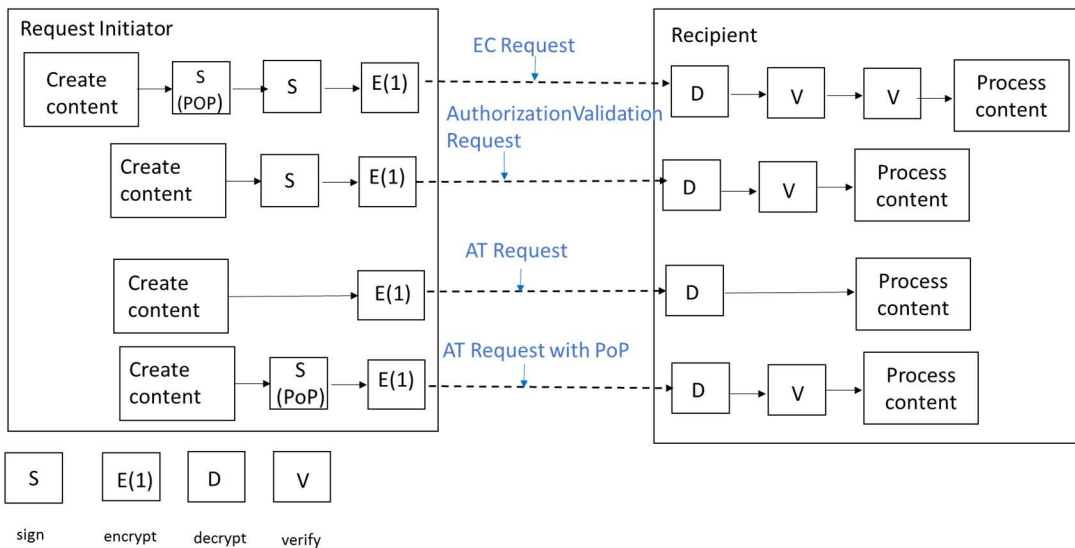 Request Initiator
Recipient
EC Request
Create
content
S
(POP)
S
E(1)
D
V
V
Process
content
AuthorizationValidation
Request
Create
content
S
E(1)
D
V
Process
content
AT Request
Create
content
E(1)
D
Process
content
AT Request with PoP
Create
content
S
(PoP)
E(1)
D
V
Process
content
S
E(1)
D
V
sign
encrypt
decrypt
verify